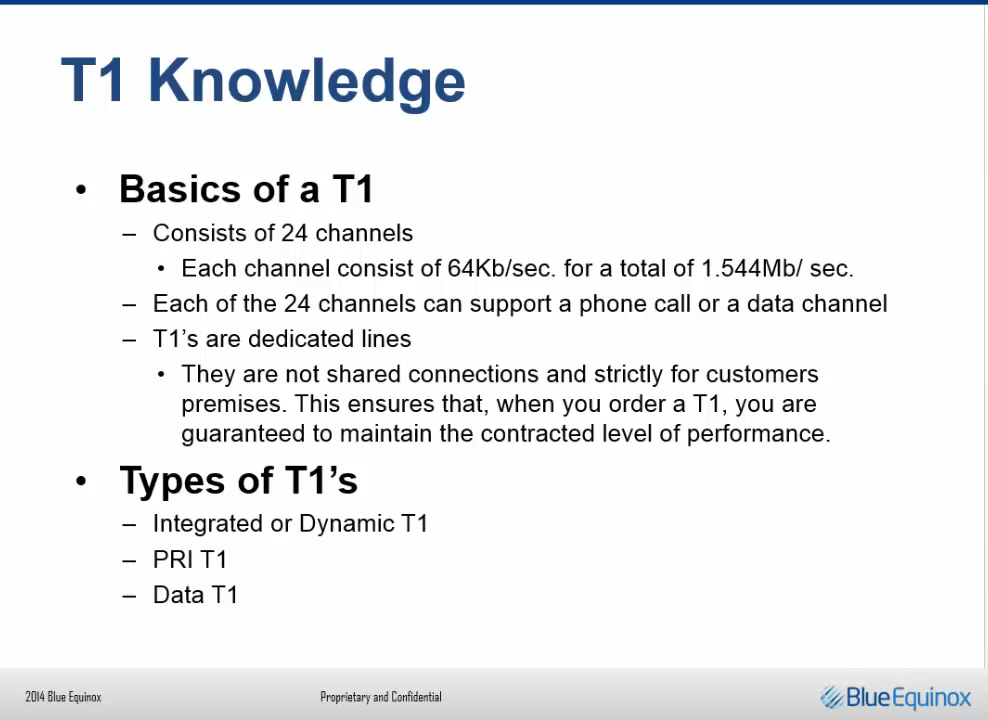 T1 Knowledge
• Basics of a T1
– Consists of 24 channels
• Each channel consist of 64Kb/sec. for a total of 1.544Mb/ sec.
– Each of the 24 channels can support a phone call or a data channel
– T1’s are dedicated lines
• They are not shared connections and strictly for customers
premises. This ensures that, when you order a T1, you are
guaranteed to maintain the contracted level of performance.
• Types of T1’s
– Integrated or Dynamic T1
– PRI T1
– Data T1
2014 Blue Equinox
Proprietary and Confidential
BlueEquinox